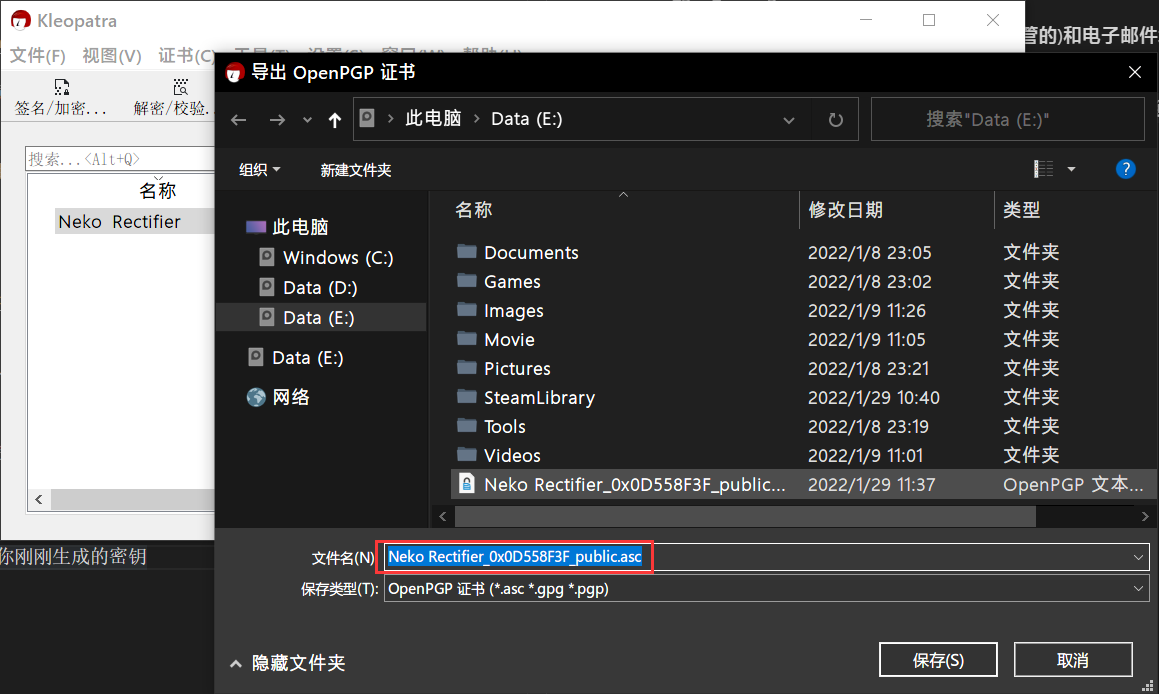 Kleopatra
管的)和电子邮件
文件(F) 视图(V) 证书(C)
签名/加密... 解密/校验.
搜索...<Alt+Q>
名称
Neko Rectifier
你刚刚生成的密钥
导出 OpenPGP 证书
此电脑 Data (E:)
搜索"Data (E:)"
组织 新建文件夹
?
此电脑
Windows (C:)
Data (D:)
Data (E:)
Data (E:)
网络
名称 修改日期 类型
Documents 2022/1/8 23:05 文件夹
Games 2022/1/8 23:02 文件夹
Images 2022/1/9 11:26 文件夹
Movie 2022/1/9 11:05 文件夹
Pictures 2022/1/8 23:21 文件夹
SteamLibrary 2022/1/29 10:40 文件夹
Tools 2022/1/8 23:19 文件夹
Videos 2022/1/9 11:01 文件夹
Neko Rectifier_0x0D558F3F_public... 2022/1/29 11:37 OpenPGP 文本...
文件名(N) Neko Rectifier_0x0D558F3F_public.asc
保存类型(T): OpenPGP 证书 (*.asc *.gpg *.pgp)
隐藏文件夹 保存(S) 取消